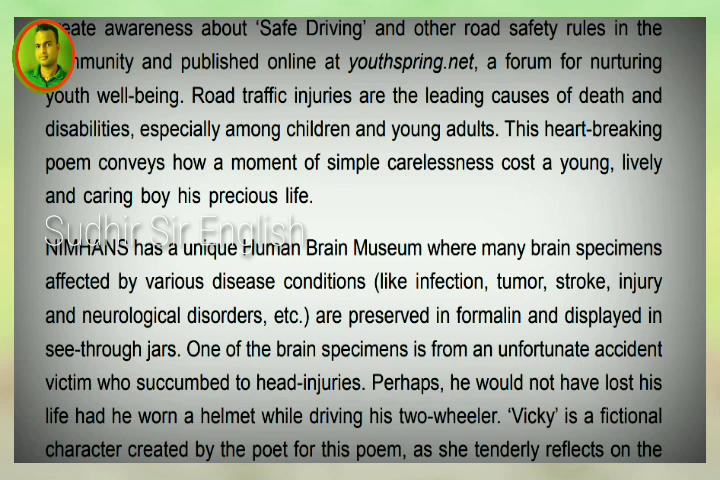 create awareness about ‘Safe Driving’ and other road safety rules in the
community and published online at youthspring.net, a forum for nurturing
youth well-being. Road traffic injuries are the leading causes of death and
disabilities, especially among children and young adults. This heart-breaking
poem conveys how a moment of simple carelessness cost a young, lively
and caring boy his precious life.
Sudhir Sir English
NIMHANS has a unique Human Brain Museum where many brain specimens
affected by various disease conditions (like infection, tumor, stroke, injury
and neurological disorders, etc.) are preserved in formalin and displayed in
see-through jars. One of the brain specimens is from an unfortunate accident
victim who succumbed to head-injuries. Perhaps, he would not have lost his
life had he worn a helmet while driving his two-wheeler. ‘Vicky’ is a fictional
character created by the poet for this poem, as she tenderly reflects on the